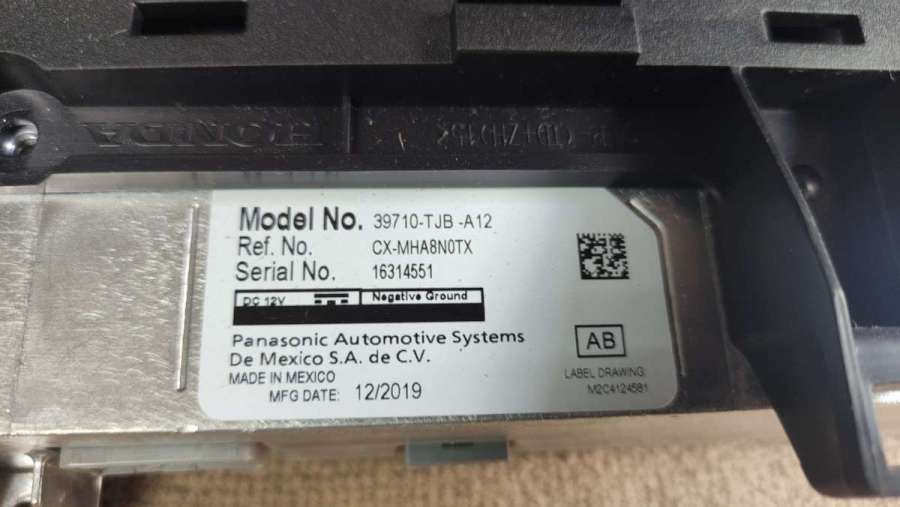 HONDA
Model No. 39710-TJB -A12
Ref. No. CX-MHA8N0TX
Serial No. 16314551
DC 12V Negative Ground
Panasonic Automotive Systems
De Mexico S.A. de C.V.
MADE IN MEXICO
MFG DATE: 12/2019
AB
LABEL DRAWING:
M2C4124581